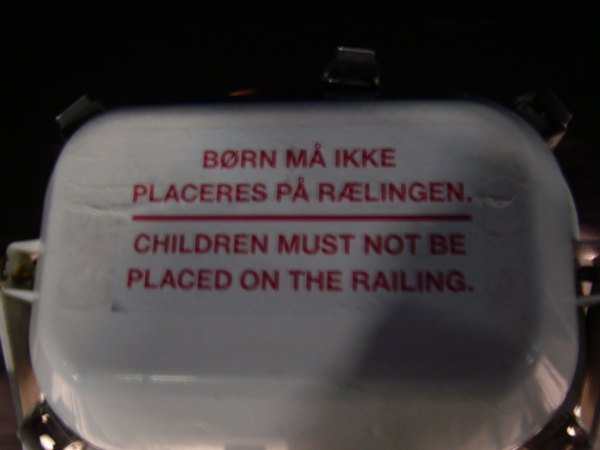 BØRN MÅ IKKE
PLACERES PÅ RÆLINGEN.
CHILDREN MUST NOT BE
PLACED ON THE RAILING.